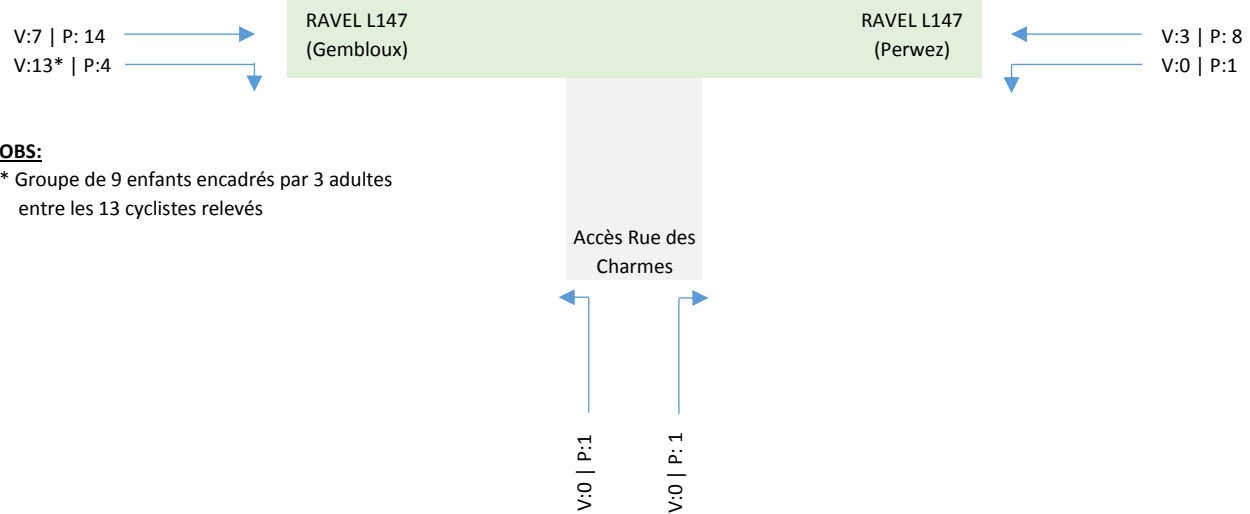 V:7 | P: 14
V:13* | P:4
RAVEL L147
(Gembloux)
RAVEL L147
(Perwez)
V:3 | P: 8
V:0 | P:1
OBS:
* Groupe de 9 enfants encadrés par 3 adultes
entre les 13 cyclistes relevés
Accès Rue des
Charmes
V:0 | P:1
V:0 | P: 1